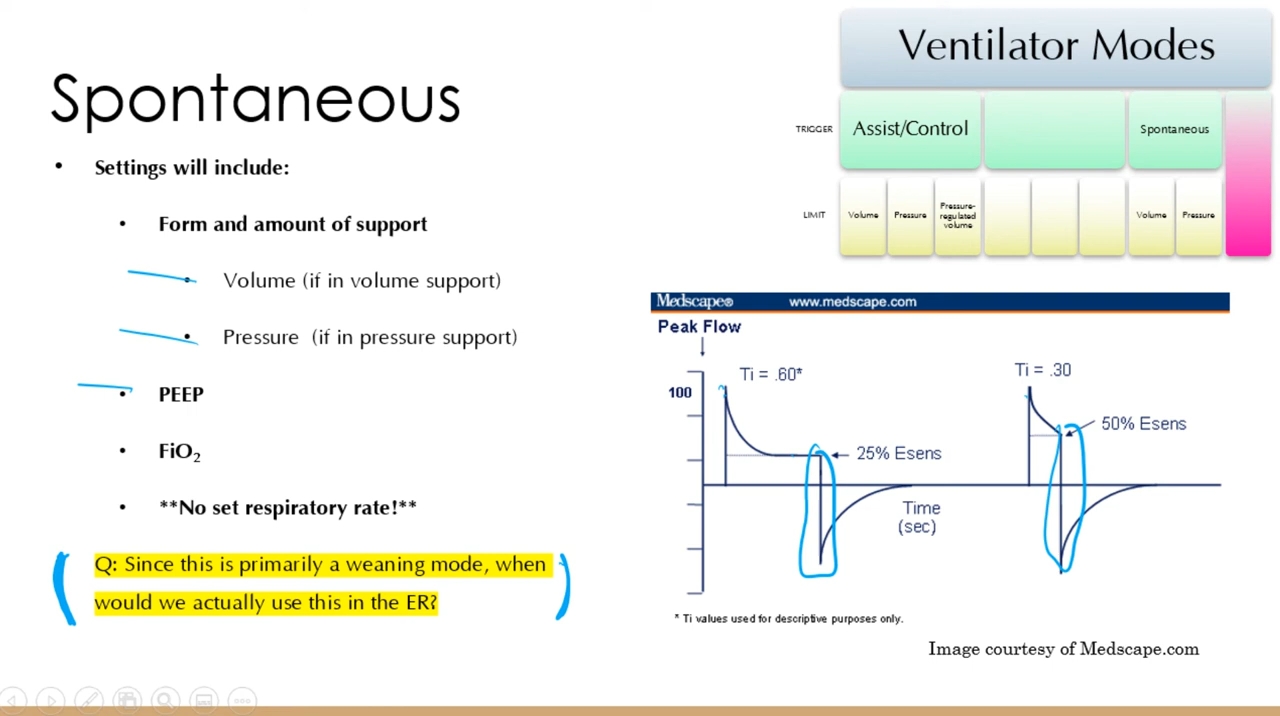 Spontaneous
Settings will include:
Form and amount of support
Volume (if in volume support)
Pressure  (if in pressure support)
PEEP
FiO₂
**No set respiratory rate!**
Q: Since this is primarily a weaning mode, when
would we actually use this in the ER?
Ventilator Modes
TRIGGER
Assist/Control
Spontaneous
LIMIT
Volume
Pressure
Pressure-
regulated
volume
Volume
Pressure
Medscape® www.medscape.com
Peak Flow
100
Ti = .60*
25% Esens
Ti = .30
50% Esens
Time
(sec)
* Ti values used for descriptive purposes only.
Image courtesy of Medscape.com